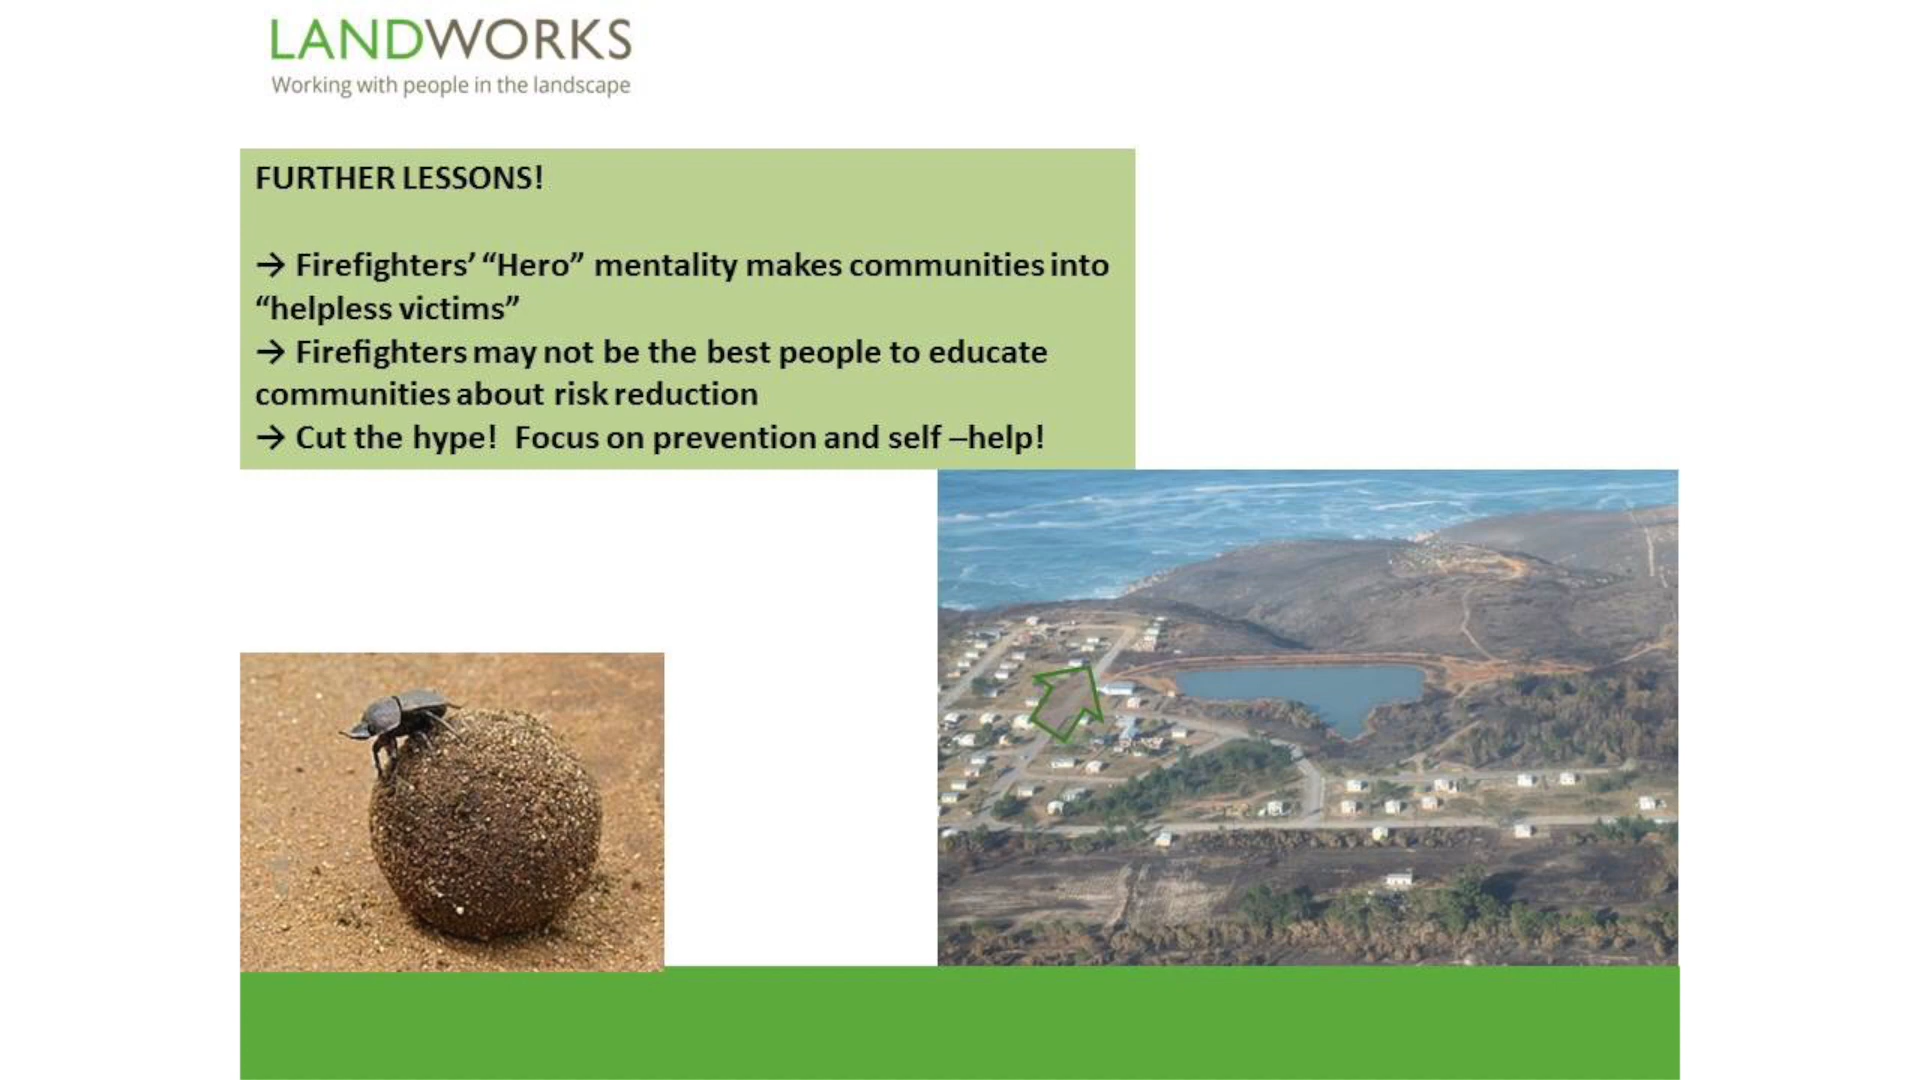 LANDWORKS
Working with people in the landscape
FURTHER LESSONS!
→ Firefighters’ “Hero” mentality makes communities into
“helpless victims”
→ Firefighters may not be the best people to educate
communities about risk reduction
→ Cut the hype!  Focus on prevention and self –help!